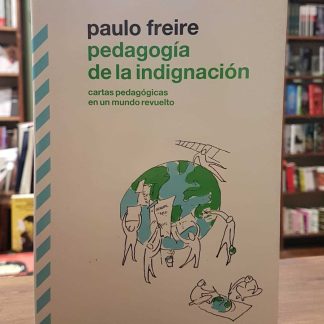 paulo freire
pedagogía
de la indignación
cartas pedagógicas
en un mundo revuelto